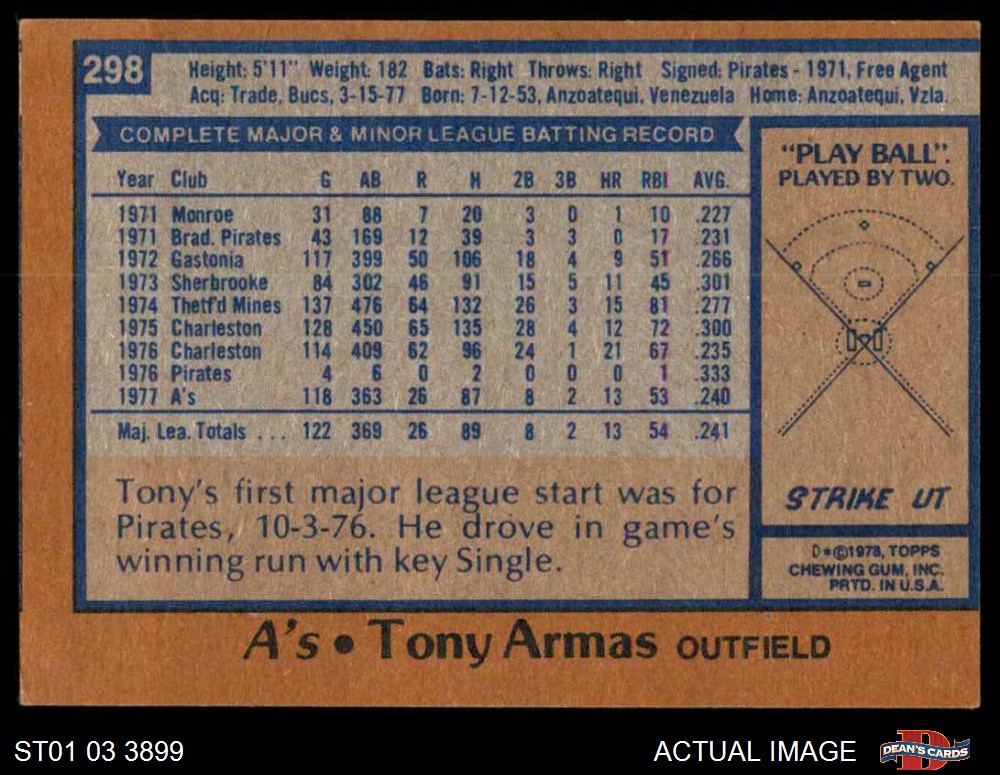 298
Height: 5'11" Weight: 182 Bats: Right Throws: Right Signed: Pirates - 1971, Free Agent
Acq: Trade, Bucs, 3-15-77 Born: 7-12-53, Anzoatequi, Venezuela Home: Anzoatequi, Vzla.
COMPLETE MAJOR & MINOR LEAGUE BATTING RECORD
Year Club G AB R H 2B 3B HR RBI AVG.
1971 Monroe 31 88 7 20 3 0 1 10 .227
1971 Brad. Pirates 43 169 12 39 3 3 0 17 .231
1972 Gastonia 117 399 50 106 18 4 9 51 .266
1973 Sherbrooke 84 302 46 91 15 5 11 45 .301
1974 Thetf'd Mines 137 476 64 132 26 3 15 81 .277
1975 Charleston 128 450 65 135 28 4 12 72 .300
1976 Charleston 114 409 62 96 24 1 21 67 .235
1976 Pirates 4 6 0 2 0 0 0 1 .333
1977 A's 118 363 26 87 8 2 13 53 .240
Maj. Lea. Totals ... 122 369 26 89 8 2 13 54 .241
Tony's first major league start was for
Pirates, 10-3-76. He drove in game's
winning run with key Single.
"PLAY BALL".
PLAYED BY TWO.
STRIKE UT
D*©1978, TOPPS
CHEWING GUM, INC.
PRTD. IN U.S.A.
A's • Tony Armas OUTFIELD
ST01 03 3899
ACTUAL IMAGE
D
DEAN'S CARDS